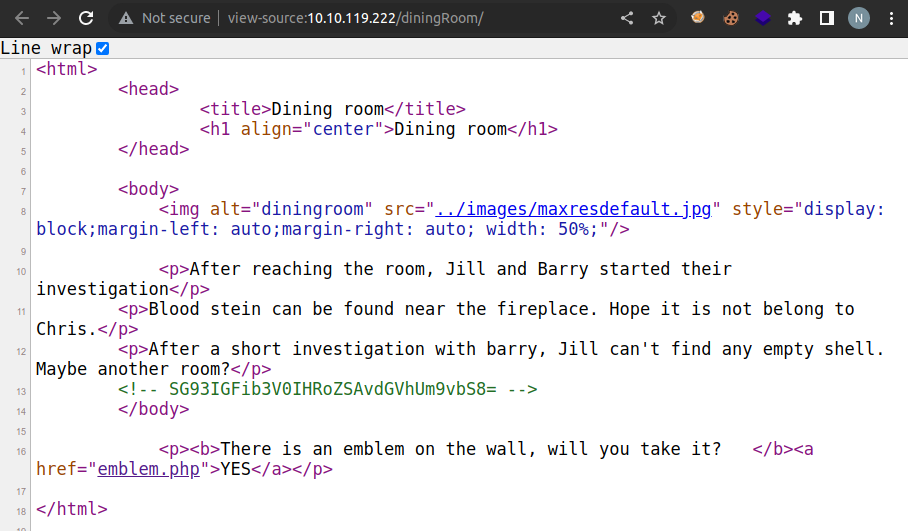 Not secure | view-source:10.10.119.222/diningRoom/
N
Line wrap
1 <html>
2 <head>
3 <title>Dining room</title>
4 <h1 align="center">Dining room</h1>
5 </head>
6
7 <body>
8 <img alt="diningroom" src="../images/maxresdefault.jpg" style="display:
block;margin-left: auto;margin-right: auto; width: 50%;"/>
9
10 <p>After reaching the room, Jill and Barry started their
investigation</p>
11 <p>Blood stein can be found near the fireplace. Hope it is not belong to
Chris.</p>
12 <p>After a short investigation with barry, Jill can't find any empty shell.
Maybe another room?</p>
13 <!-- SG93IGFib3V0IHRoZSAvdGVhUm9vbS8= -->
14 </body>
15
16 <p><b>There is an emblem on the wall, will you take it? </b><a
href="emblem.php">YES</a></p>
17
18 </html>
19